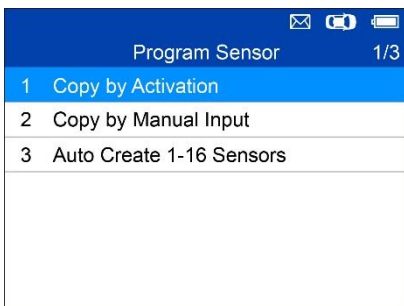 Program Sensor 1/3
1 Copy by Activation
2 Copy by Manual Input
3 Auto Create 1-16 Sensors